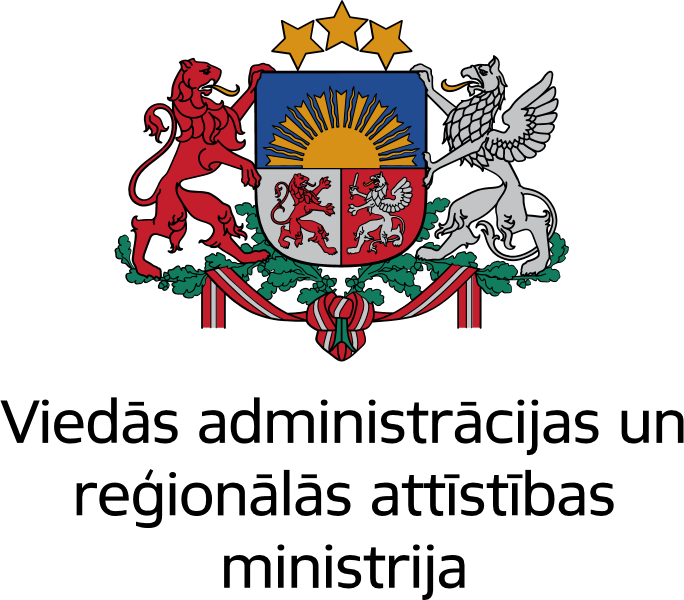 Viedās administrācijas un
reģionālās attīstības
ministrija